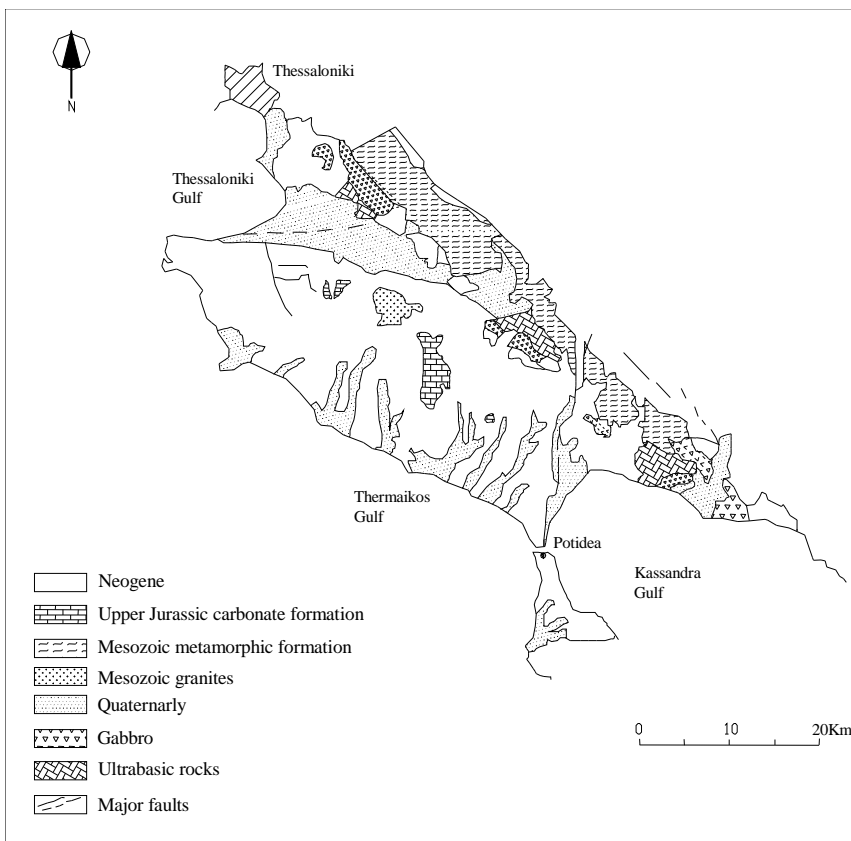 Thessaloniki
N
Thessaloniki
Gulf
Thermaikos
Gulf
Potidea
Kassandra
Gulf
Neogene
Upper Jurassic carbonate formation
Mesozoic metamorphic formation
Mesozoic granites
Quaternarly
Gabbro
Ultrabasic rocks
Major faults
0 10 20Km